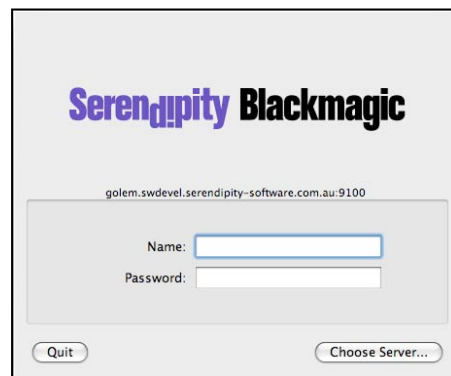 Serendipity Blackmagic
golem.swdevel.serendipity-software.com.au:9100
Name:
Password:
Quit
Choose Server...